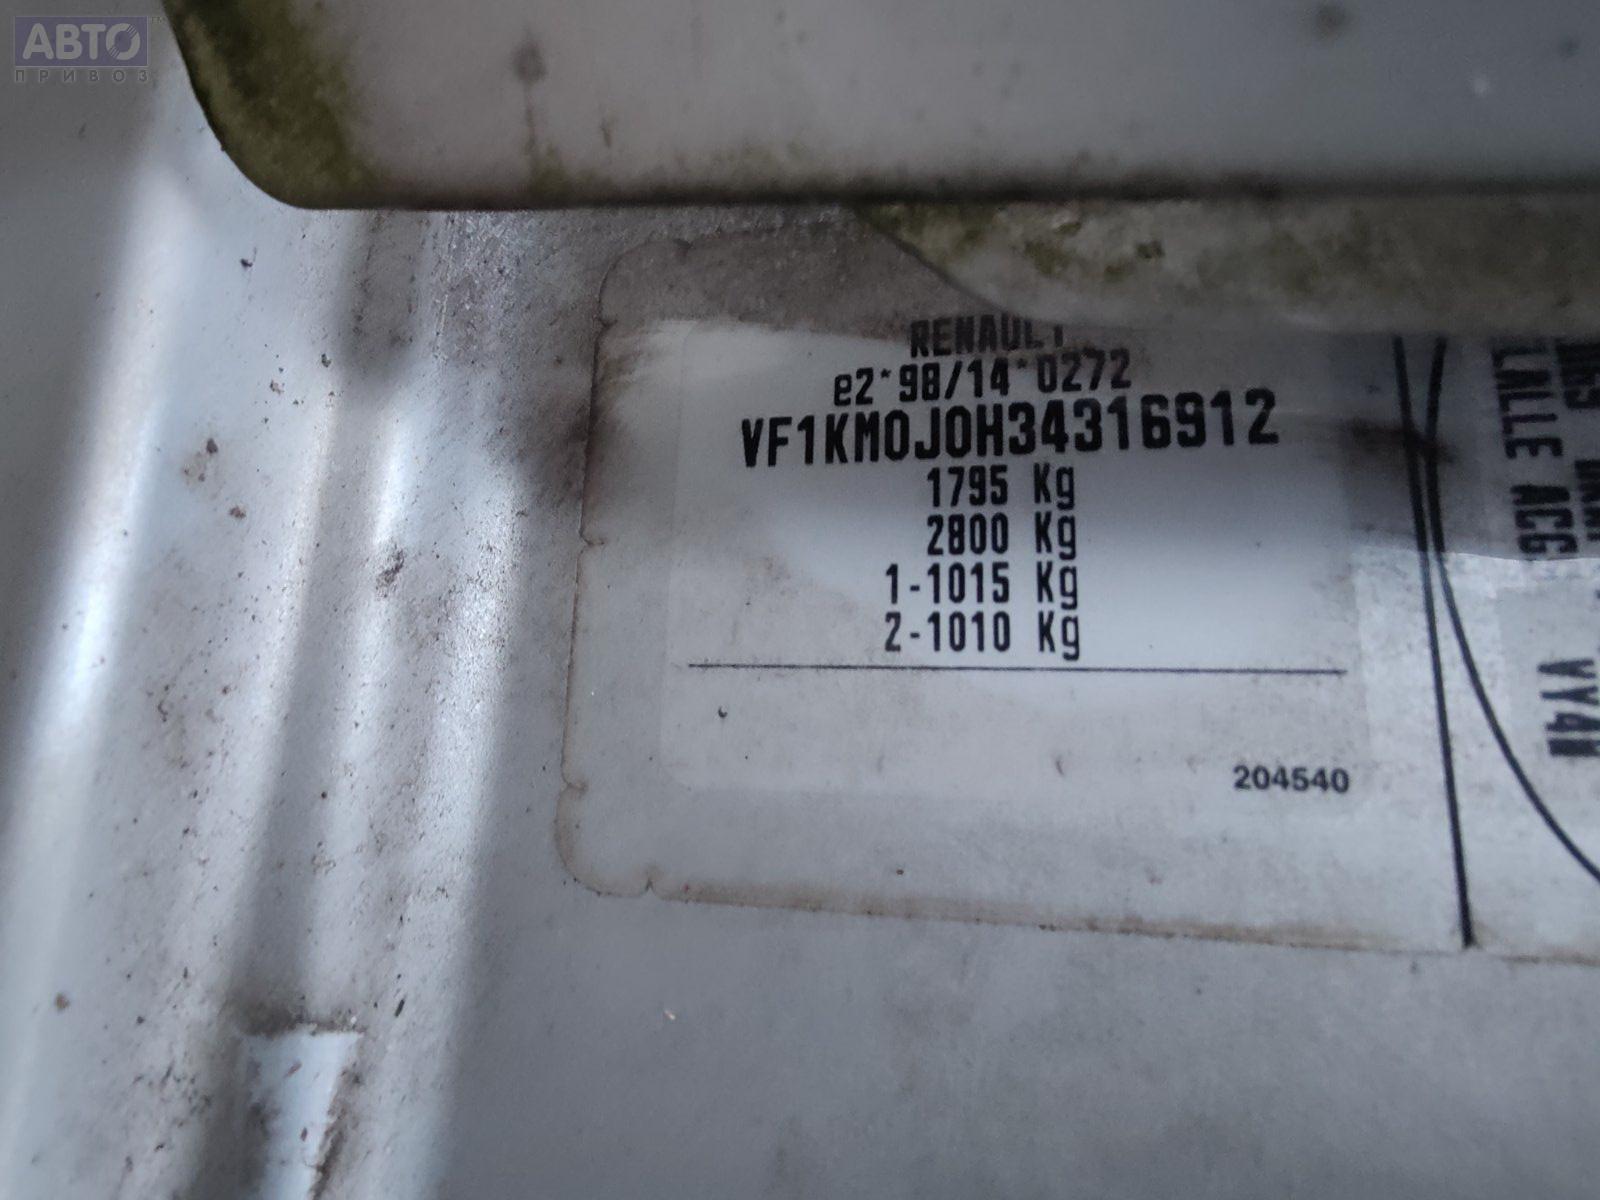 АВТО
ПРИВОЗ
RENAULT
e2*98/14*0272
VF1KM0J0H34316912
1795 Kg
2800 Kg
1-1015 Kg
2-1010 Kg
204540
VY4N